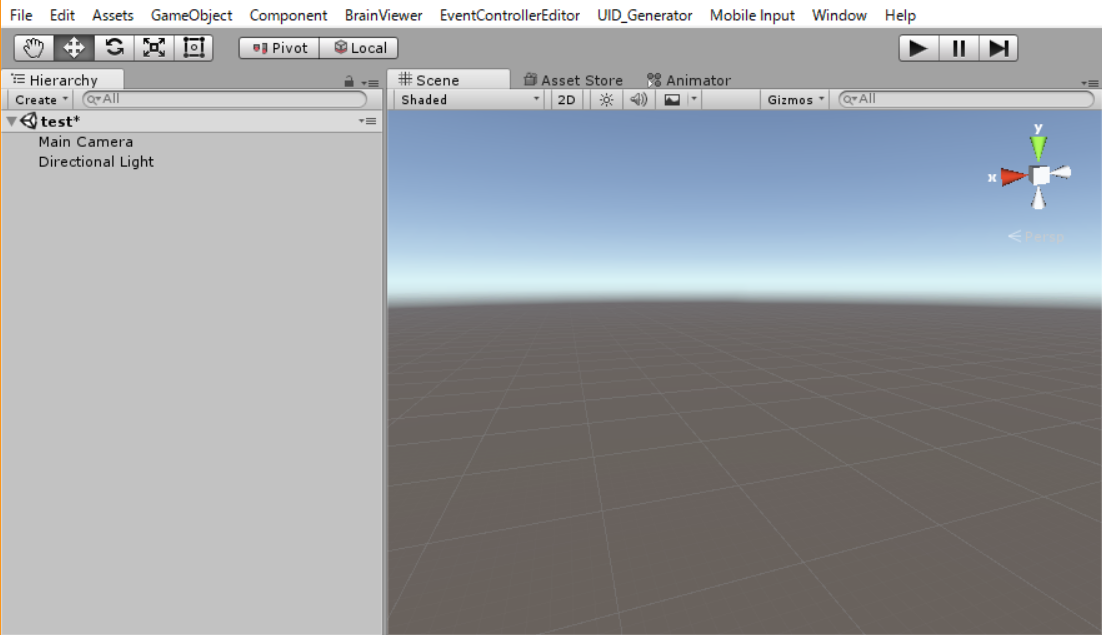 File Edit Assets GameObject Component BrainViewer EventControllerEditor UID_Generator Mobile Input Window Help
Pivot Local
Hierarchy
Create All
test*
Main Camera
Directional Light
Scene Asset Store Animator
Shaded 2D Gizmos All
y
x
Persp